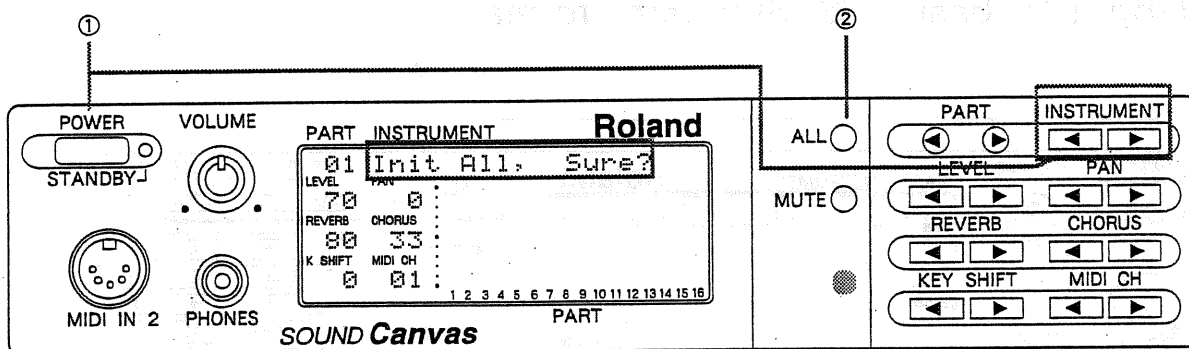 ① ②
POWER
STANDBY
VOLUME
MIDI IN 2
PHONES
PART INSTRUMENT Roland
01 Init All, Sure?
LEVEL PAN
70 0
REVERB CHORUS
80 33
K SHIFT MIDI CH
0 01
1 2 3 4 5 6 7 8 9 10 11 12 13 14 15 16
PART
SOUND Canvas
ALL
MUTE
PART INSTRUMENT
LEVEL PAN
REVERB CHORUS
KEY SHIFT MIDI CH